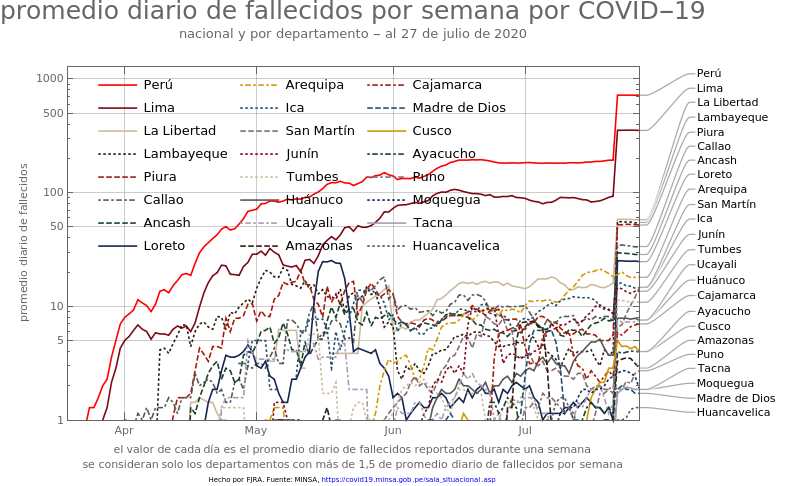 promedio diario de fallecidos por semana por COVID−19
nacional y por departamento − al 27 de julio de 2020
promedio diario de fallecidos
1000
500
100
50
10
5
1
Apr
May
Jun
Jul
Perú
Lima
La Libertad
Lambayeque
Piura
Callao
Ancash
Loreto
Arequipa
Ica
San Martín
Junín
Tumbes
Huánuco
Ucayali
Amazonas
Cajamarca
Madre de Dios
Cusco
Ayacucho
Puno
Moquegua
Tacna
Huancavelica
Perú
Lima
La Libertad
Lambayeque
Piura
Callao
Ancash
Loreto
Arequipa
San Martín
Ica
Junín
Tumbes
Ucayali
Huánuco
Cajamarca
Ayacucho
Cusco
Amazonas
Puno
Tacna
Moquegua
Madre de Dios
Huancavelica
el valor de cada día es el promedio diario de fallecidos reportados durante una semana
se consideran solo los departamentos con más de 1,5 de promedio diario de fallecidos por semana
Hecho por FJRA. Fuente: MINSA, https://covid19.minsa.gob.pe/sala_situacional.asp